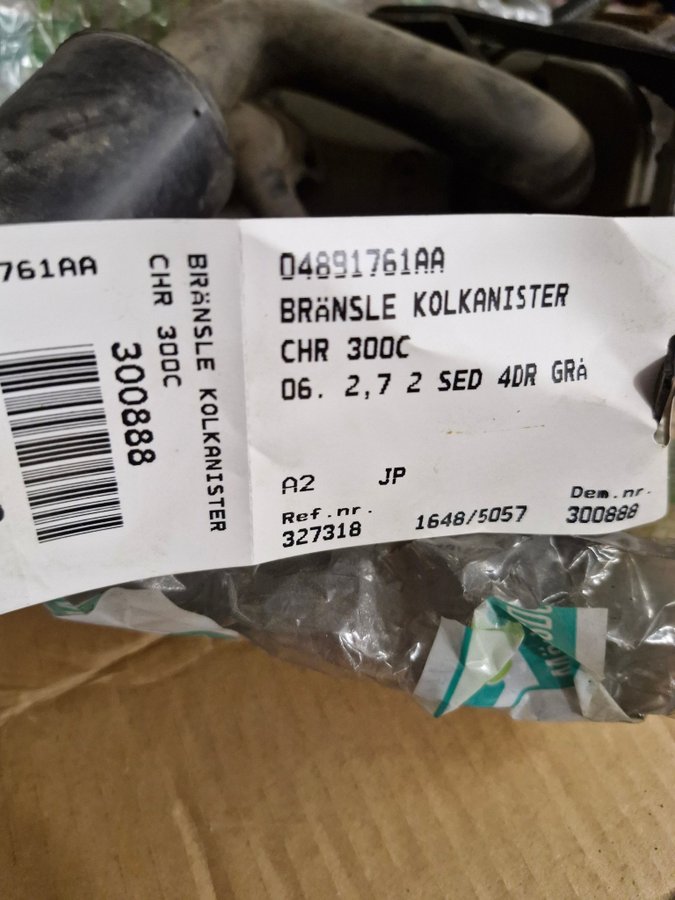 761AA
BRÄNSLE KOLKANISTER
CHR 300C
300888
04891761AA
BRÄNSLE KOLKANISTER
CHR 300C
06. 2,7 2 SED 4DR GRÅ
A2 JP
Ref.nr. Dem.nr.
327318 1648/5057 300888